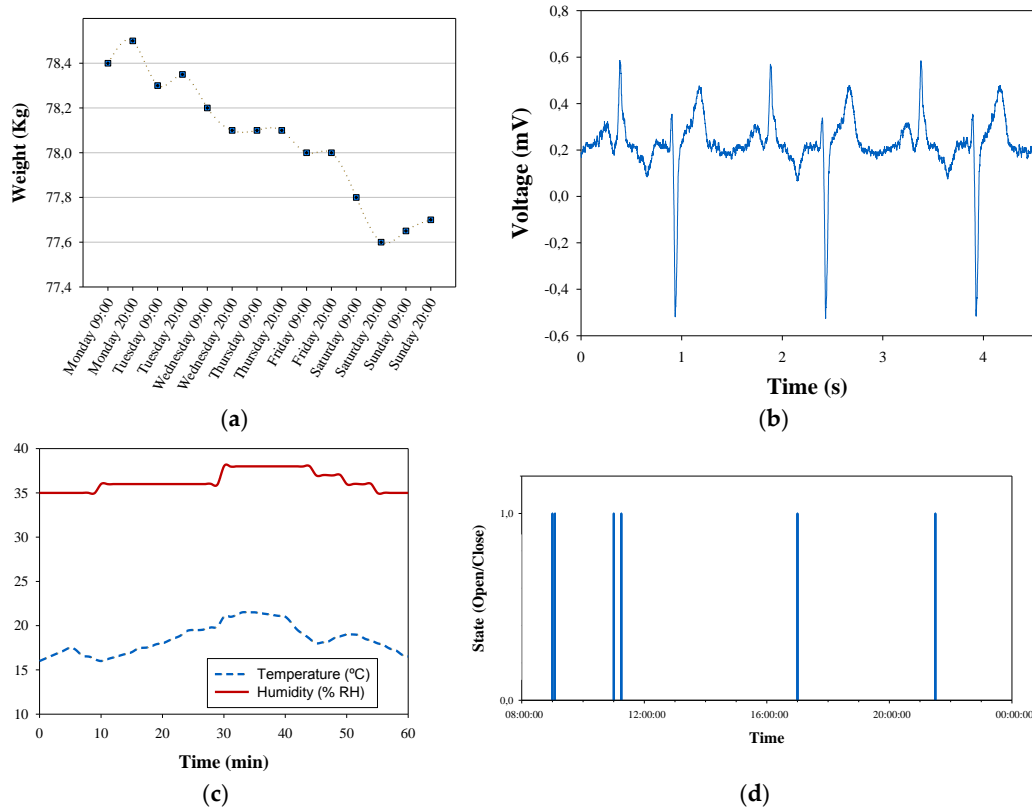 Weight (Kg)
78,4
78,2
78,0
77,8
77,6
77,4
Monday 09:00
Monday 20:00
Tuesday 09:00
Tuesday 20:00
Wednesday 09:00
Wednesday 20:00
Thursday 09:00
Thursday 20:00
Friday 09:00
Friday 20:00
Saturday 09:00
Saturday 20:00
Sunday 09:00
Sunday 20:00
(a)
Voltage (mV)
0,8
0,6
0,4
0,2
0,0
-0,2
-0,4
-0,6
0 1 2 3 4
Time (s)
(b)
40
35
30
25
20
15
10
Temperature (ºC)
Humidity (% RH)
0 10 20 30 40 50 60
Time (min)
(c)
State (Open/Close)
1,0
0,0
08:00:00 12:00:00 16:00:00 20:00:00 00:00:00
Time
(d)